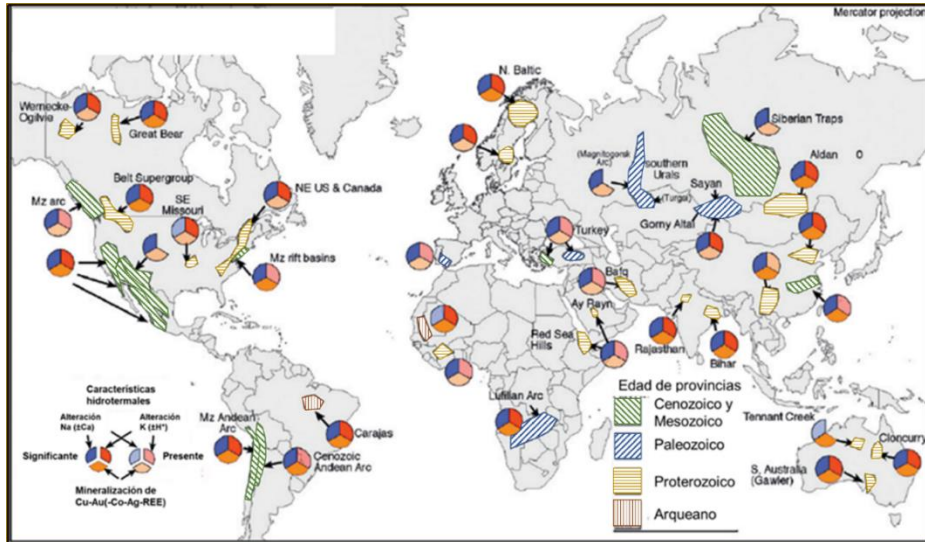 Mercator projection
N. Baltic
Wernecke-
Ogilvie
Great Bear
Siberian Traps
(Magnitogorsk
Arc)
southern
Urals
Aldan
Belt Supergroup
SE
Missouri
NE US & Canada
Sayan
(Turgai)
Mz arc
Gorny Altai
Turkey
Mz rift basins
Bafq
Ay Rayn
Red Sea
Hills
Rajasthan
Bihar
Características
hidrotermales
Alteración
Na (±Ca)
Alteración
K (±H⁺)
Significante
Presente
Mineralización de
Cu-Au(-Co-Ag-REE)
Mz Andean
Arc
Carajas
Cenozoic
Andean Arc
Lufilian Arc
Edad de provincias
Cenozoico y
Mesozoico
Paleozoico
Proterozoico
Arqueano
Tennant Creek
Cloncurry
S. Australia
(Gawler)